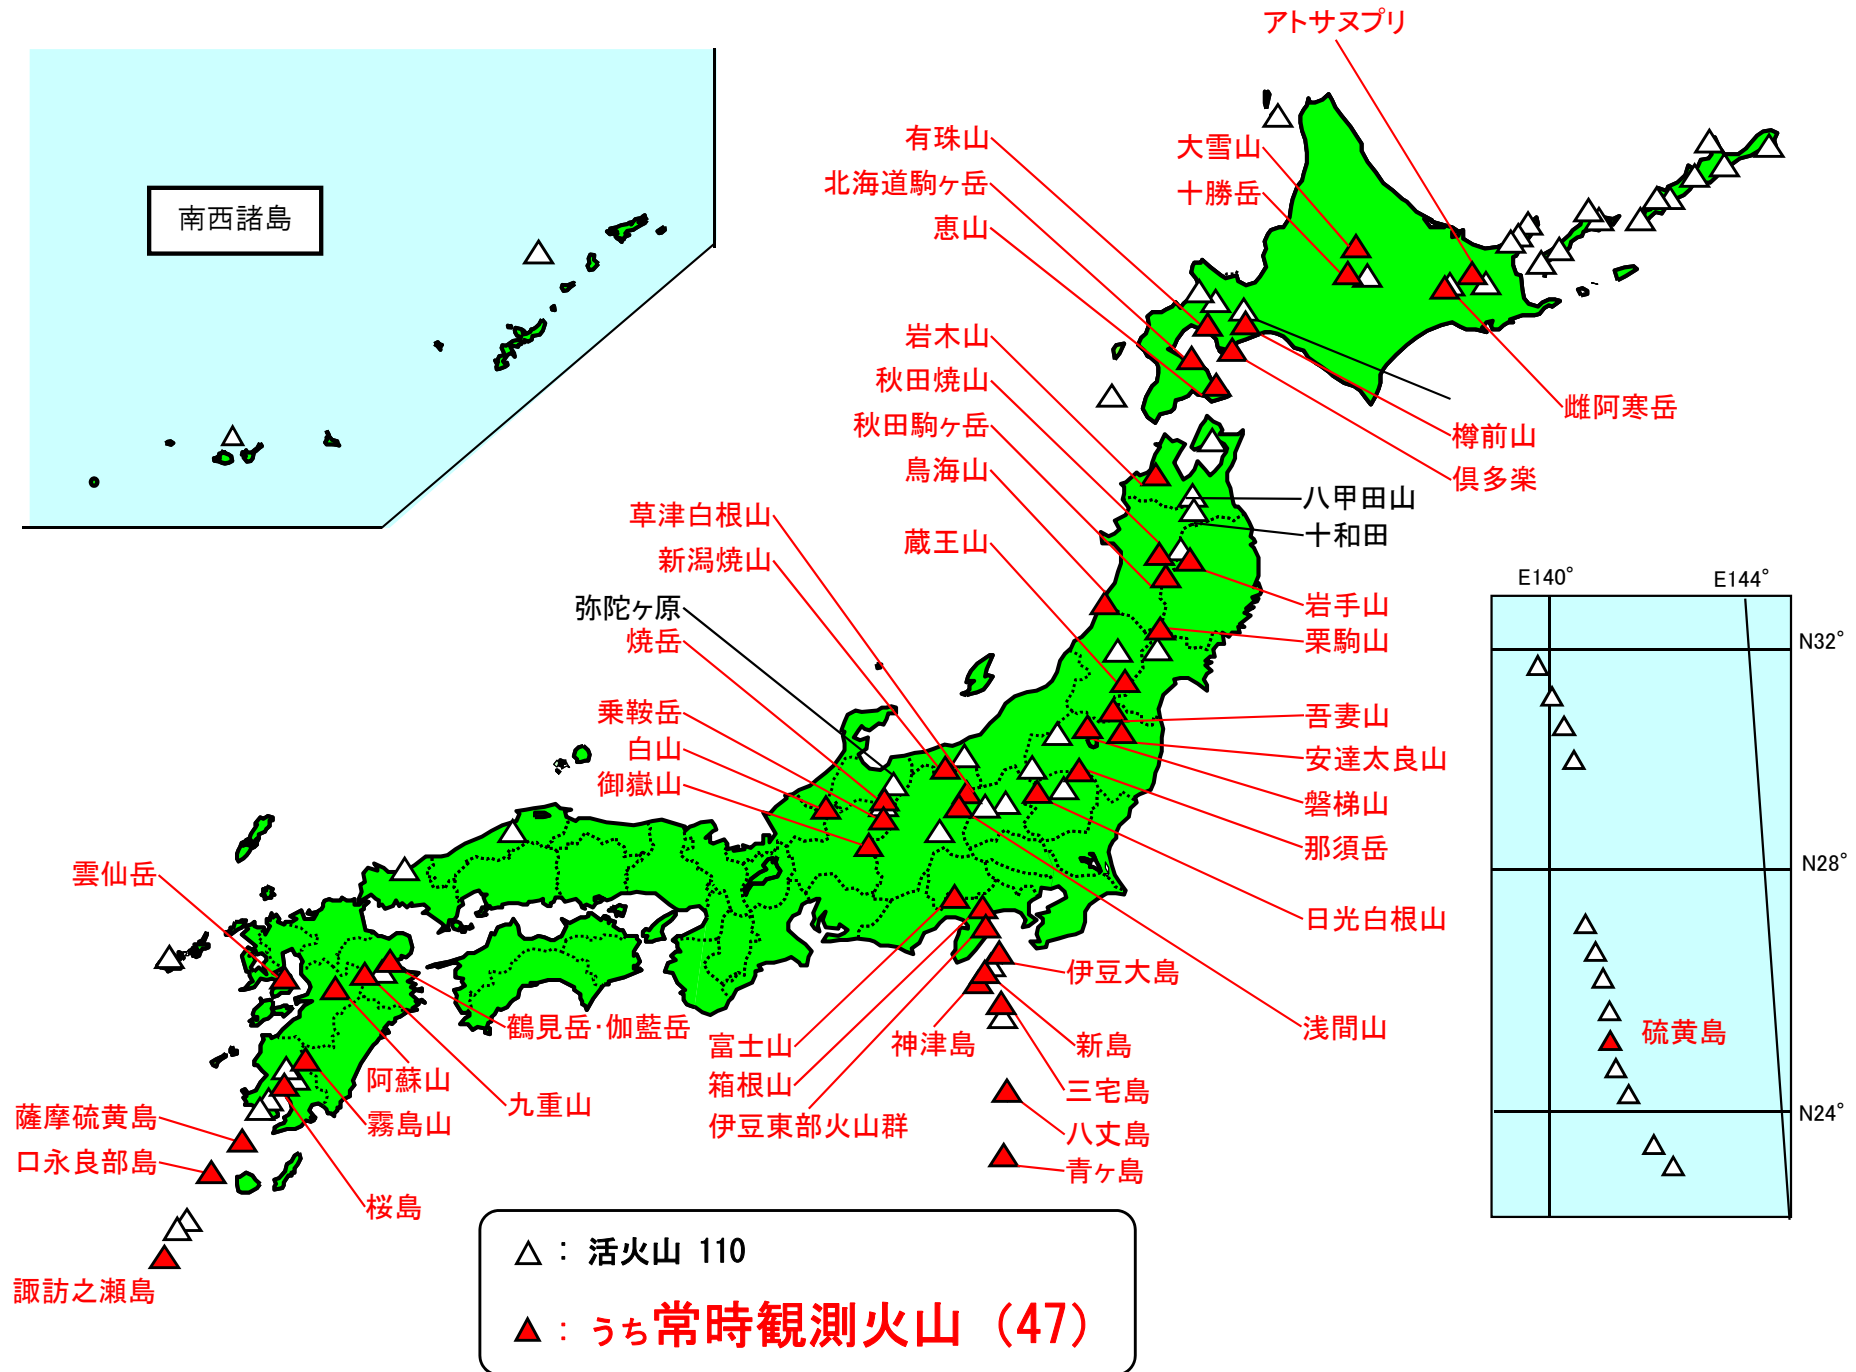 アトサヌプリ
有珠山
大雪山
北海道駒ヶ岳
十勝岳
恵山
南西諸島
岩木山
秋田焼山
雌阿寒岳
秋田駒ヶ岳
樽前山
鳥海山
倶多楽
八甲田山
草津白根山
十和田
蔵王山
新潟焼山
E140°
E144°
弥陀ヶ原
岩手山
焼岳
栗駒山
N32°
乗鞍岳
吾妻山
白山
安達太良山
御嶽山
磐梯山
那須岳
N28°
雲仙岳
日光白根山
伊豆大島
鶴見岳・伽藍岳
浅間山
硫黄島
富士山
神津島
新島
阿蘇山
箱根山
三宅島
九重山
薩摩硫黄島
霧島山
伊豆東部火山群
八丈島
N24°
口永良部島
青ヶ島
桜島
諏訪之瀬島
△ : 活火山 110
▲ : うち常時観測火山 (47)